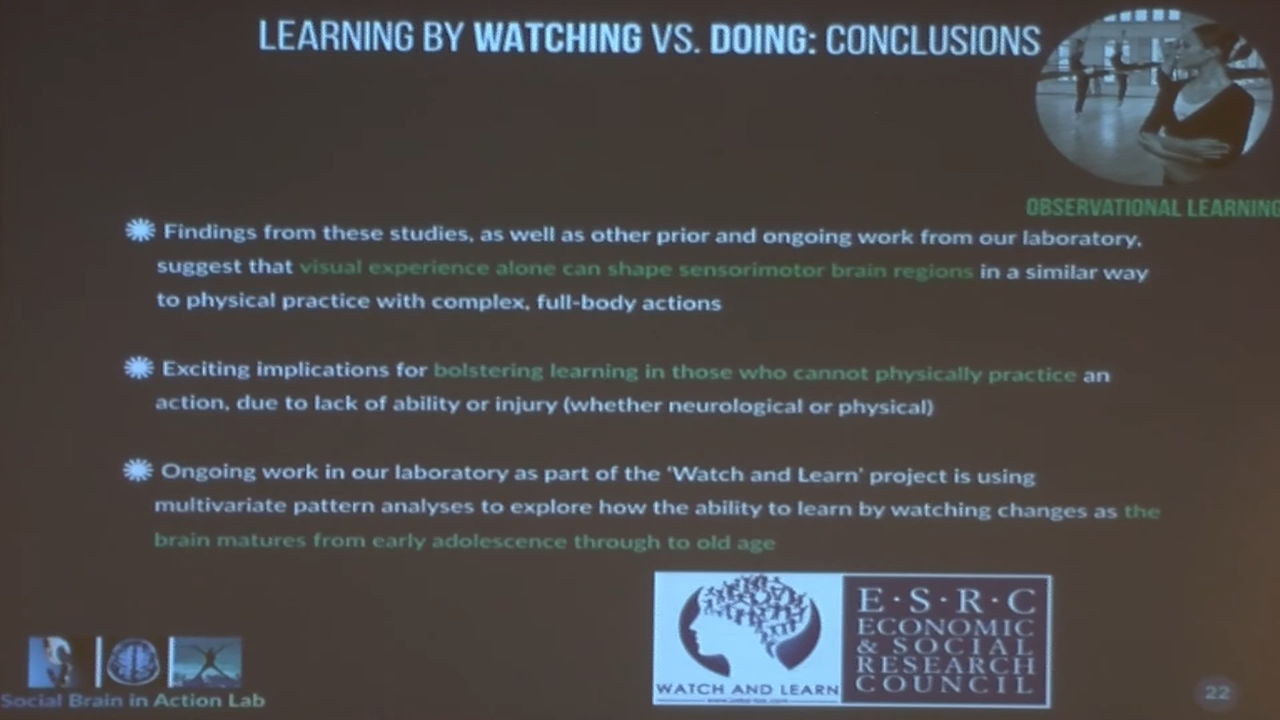 LEARNING BY WATCHING VS. DOING: CONCLUSIONS
OBSERVATIONAL LEARNING
Findings from these studies, as well as other prior and ongoing work from our laboratory,
suggest that visual experience alone can shape sensorimotor brain regions in a similar way
to physical practice with complex, full-body actions
Exciting implications for bolstering learning in those who cannot physically practice an
action, due to lack of ability or injury (whether neurological or physical)
Ongoing work in our laboratory as part of the 'Watch and Learn' project is using
multivariate pattern analyses to explore how the ability to learn by watching changes as the
brain matures from early adolescence through to old age
Social Brain in Action Lab
WATCH AND LEARN
E·S·R·C
ECONOMIC
& SOCIAL
RESEARCH
COUNCIL
22